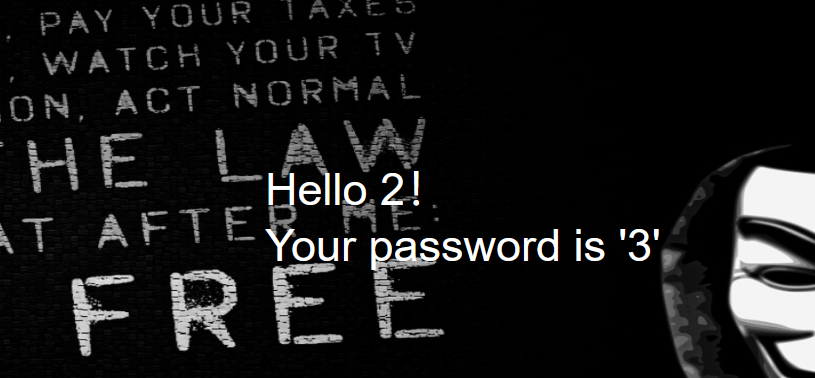 , PAY YOUR TAXES
, WATCH YOUR TV
ION, ACT NORMAL
THE LAW
AT AFTER ME:
FREE
Hello 2!
Your password is '3'